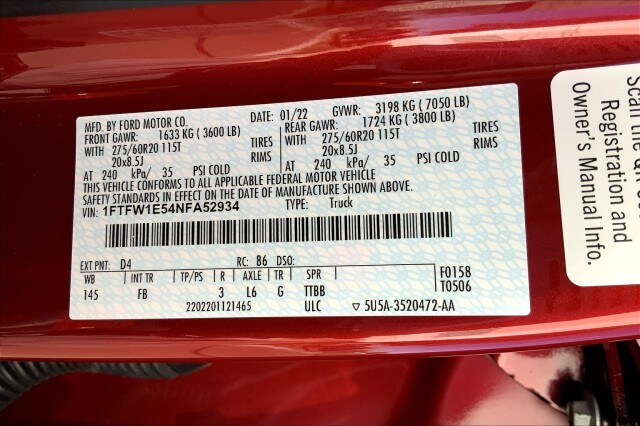 MFD. BY FORD MOTOR CO.
DATE: 01/22 GVWR: 3198 KG ( 7050 LB)
FRONT GAWR: 1633 KG ( 3600 LB) REAR GAWR: 1724 KG ( 3800 LB)
WITH 275/60R20 115T TIRES WITH 275/60R20 115T TIRES
20x8.5J RIMS 20x8.5J RIMS
AT 240 kPa/ 35 PSI COLD AT 240 kPa/ 35 PSI COLD
THIS VEHICLE CONFORMS TO ALL APPLICABLE FEDERAL MOTOR VEHICLE
SAFETY STANDARDS IN EFFECT ON THE DATE OF MANUFACTURE SHOWN ABOVE.
VIN: 1FTFW1E54NFA52934 TYPE: Truck
EXT PNT: D4 RC: 86 DSO: F0158
WB INT TR TP/PS R AXLE TR SPR T0506
145 FB 3 L6 G TTBB
2202201121465 ULC ▽ 5U5A-3520472-AA
Registration and
Owner's Manual Info.